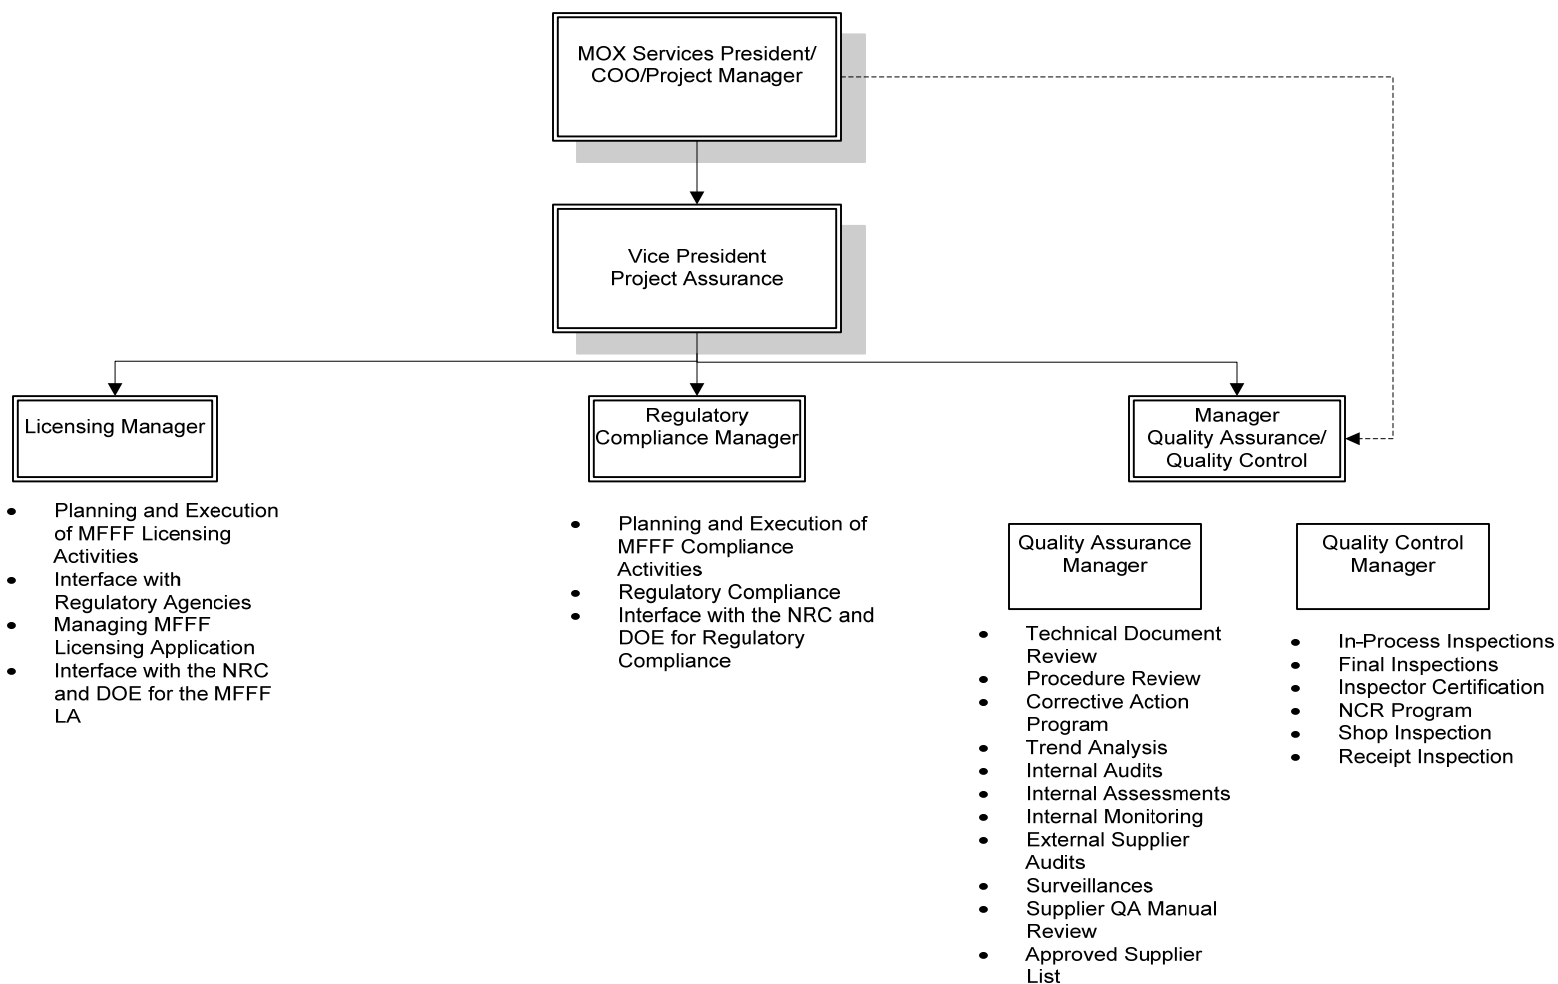 MOX Services President/
COO/Project Manager
Vice President
Project Assurance
Licensing Manager
• Planning and Execution
of MFFF Licensing
Activities
• Interface with
Regulatory Agencies
• Managing MFFF
Licensing Application
• Interface with the NRC
and DOE for the MFFF
LA
Regulatory
Compliance Manager
• Planning and Execution of
MFFF Compliance
Activities
• Regulatory Compliance
• Interface with the NRC and
DOE for Regulatory
Compliance
Manager
Quality Assurance/
Quality Control
Quality Assurance
Manager
• Technical Document
Review
• Procedure Review
• Corrective Action
Program
• Trend Analysis
• Internal Audits
• Internal Assessments
• Internal Monitoring
• External Supplier
Audits
• Surveillances
• Supplier QA Manual
Review
• Approved Supplier
List
Quality Control
Manager
• In-Process Inspections
• Final Inspections
• Inspector Certification
• NCR Program
• Shop Inspection
• Receipt Inspection